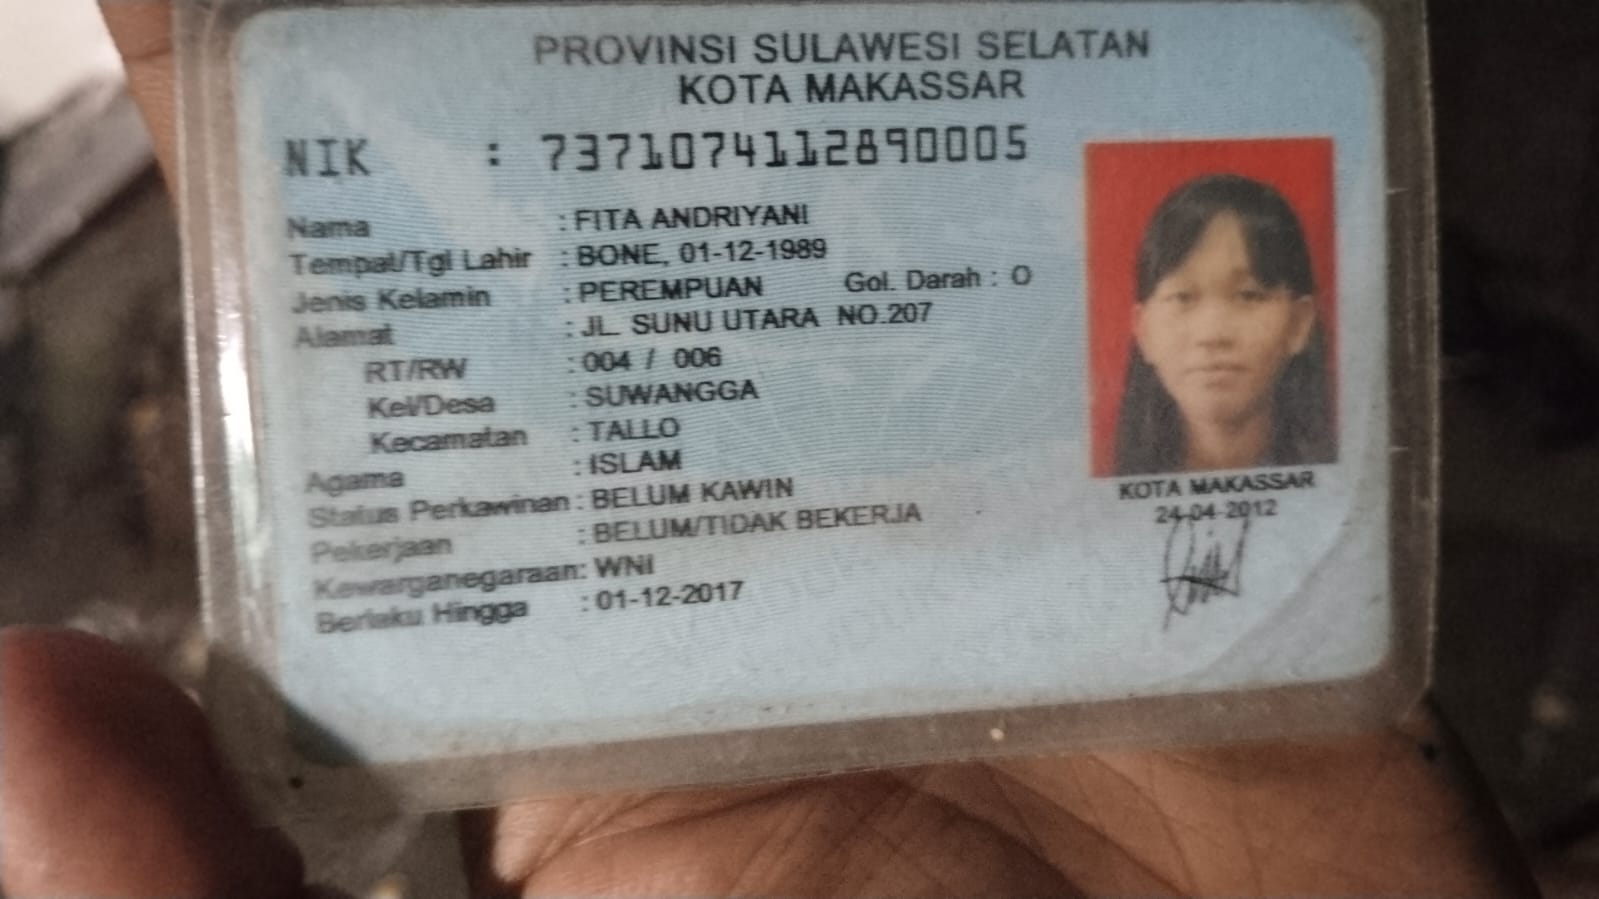 PROVINSI SULAWESI SELATAN
KOTA MAKASSAR
NIK : 7371074112890005
Nama : FITA ANDRIYANI
Tempat/Tgl Lahir : BONE, 01-12-1989
Jenis Kelamin : PEREMPUAN Gol. Darah : O
Alamat : JL. SUNU UTARA NO.207
RT/RW : 004 / 006
Kel/Desa : SUWANGGA
Kecamatan : TALLO
Agama : ISLAM
Status Perkawinan : BELUM KAWIN
Pekerjaan : BELUM/TIDAK BEKERJA
Kewarganegaraan: WNI
Berlaku Hingga : 01-12-2017
KOTA MAKASSAR
24-04-2012